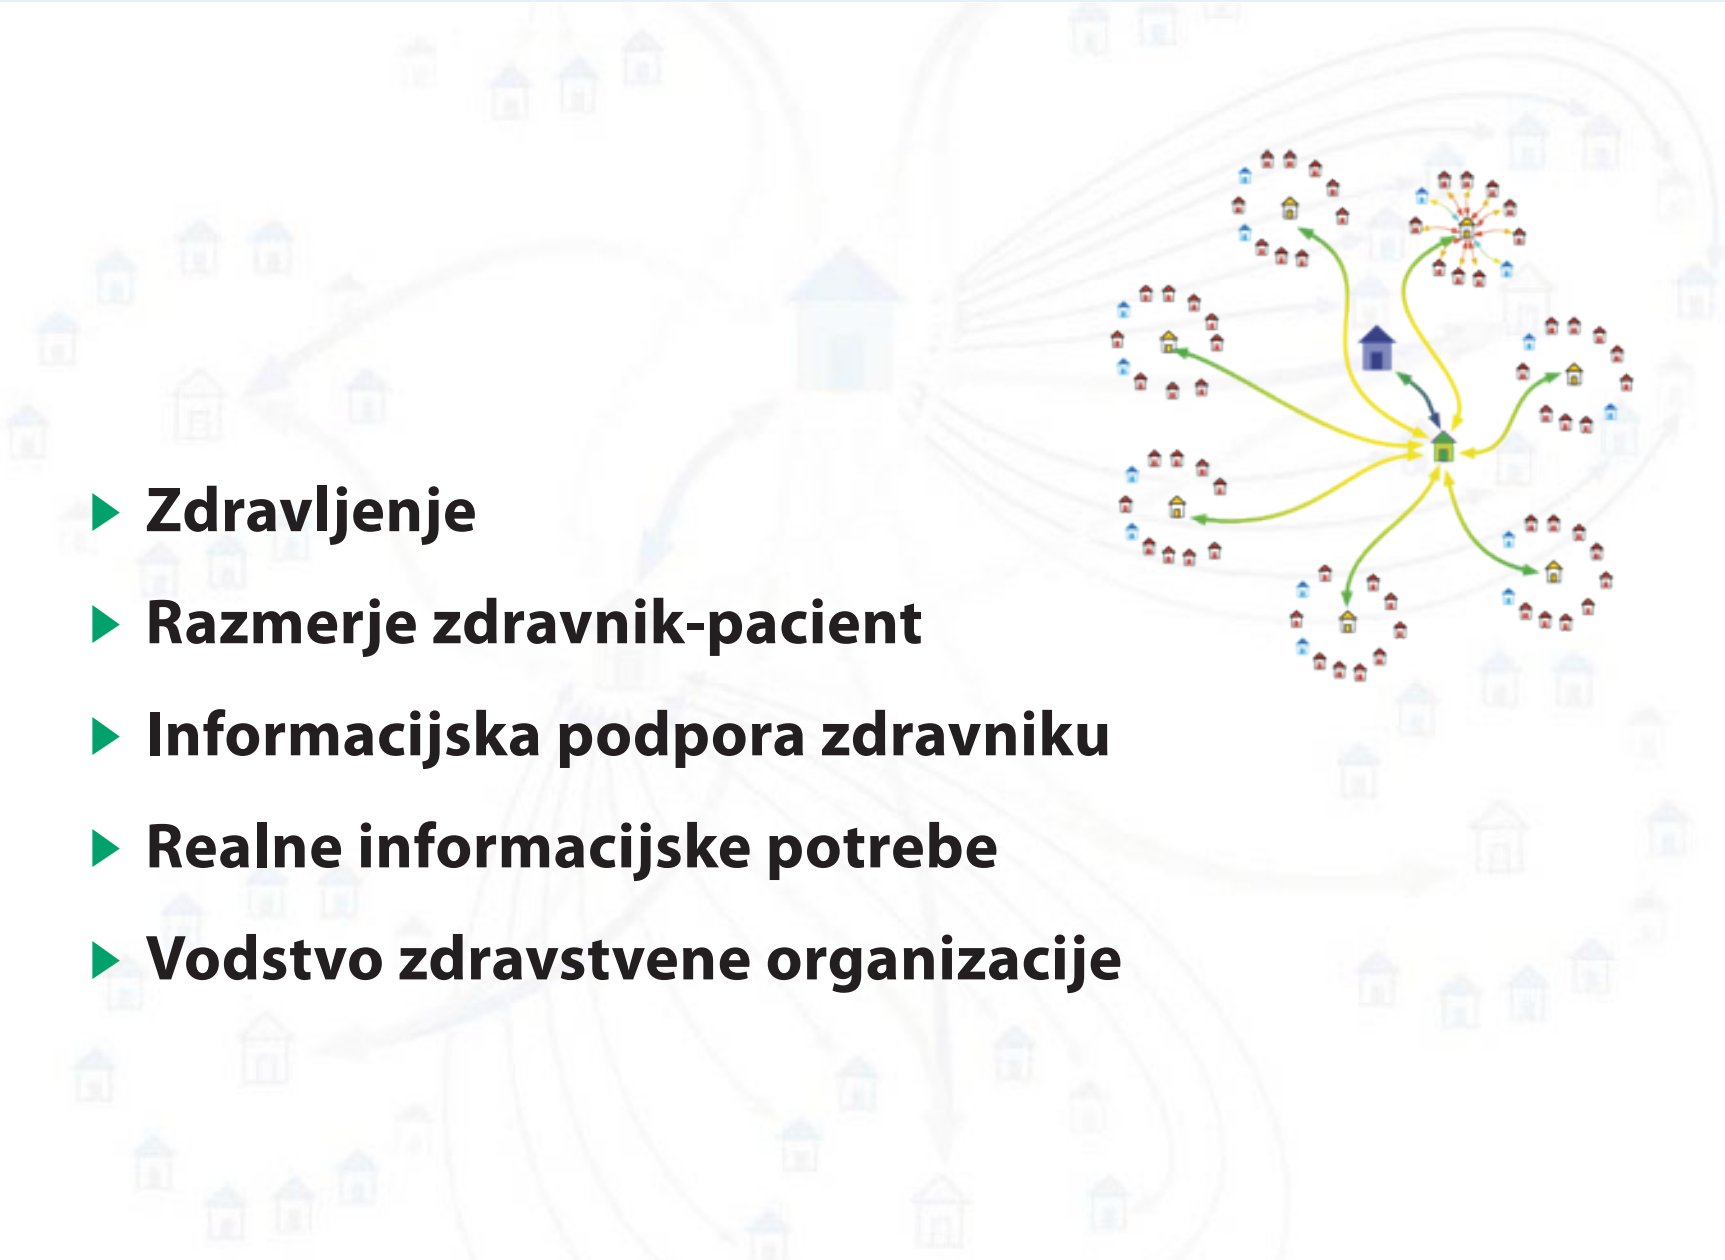 Zdravljenje
Razmerje zdravnik-pacient
Informacijska podpora zdravniku
Realne informacijske potrebe
Vodstvo zdravstvene organizacije